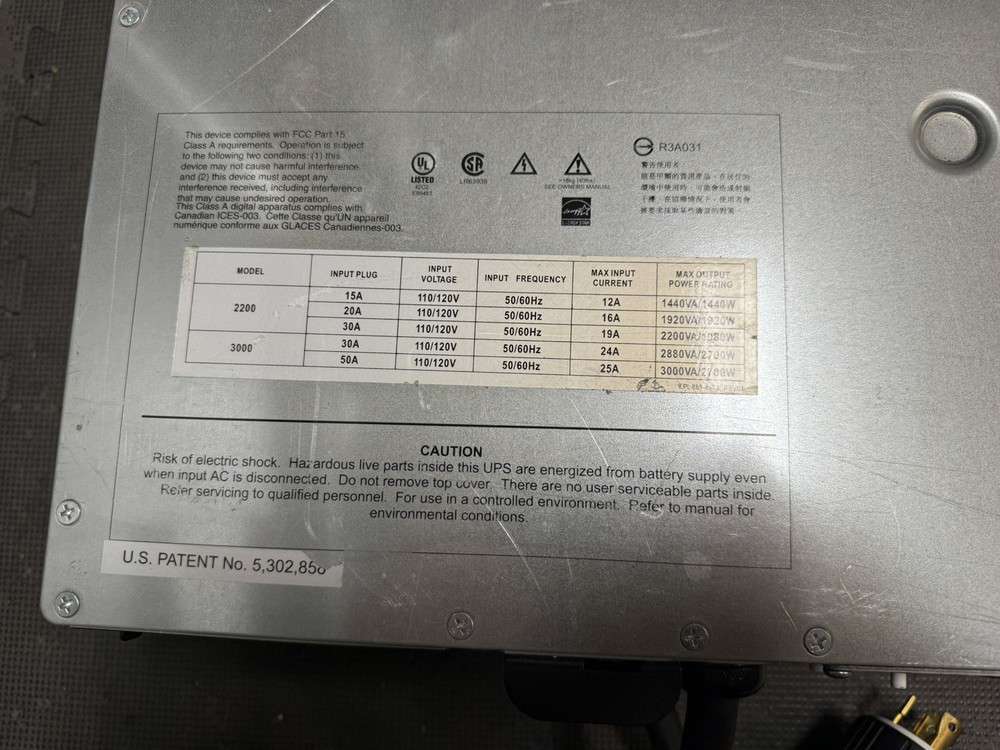 This device complies with FCC Part 15
Class A requirements. Operation is subject
to the following two conditions: (1) this
device may not cause harmful interference,
and (2) this device must accept any
interference received, including interference
that may cause undesired operation.
This Class A digital apparatus complies with
Canadian ICES-003. Cette Classe qu'UN appareil
numérique conforme aux GLACES Canadiennes-003.
UL
LISTED
SEE OWNERS MANUAL
R3A031
警告使用者:
MODEL INPUT PLUG INPUT VOLTAGE INPUT FREQUENCY MAX INPUT CURRENT MAX OUTPUT POWER RATING
2200 15A 110/120V 50/60Hz 12A 1440VA/1440W
20A 110/120V 50/60Hz 16A 1920VA/1920W
30A 110/120V 50/60Hz 19A 2200VA/1980W
3000 30A 110/120V 50/60Hz 24A 2880VA/2700W
50A 110/120V 50/60Hz 25A 3000VA/2700W
CAUTION
Risk of electric shock. Hazardous live parts inside this UPS are energized from battery supply even
when input AC is disconnected. Do not remove top cover. There are no user serviceable parts inside.
Refer servicing to qualified personnel. For use in a controlled environment. Refer to manual for
environmental conditions.
U.S. PATENT No. 5,302,858